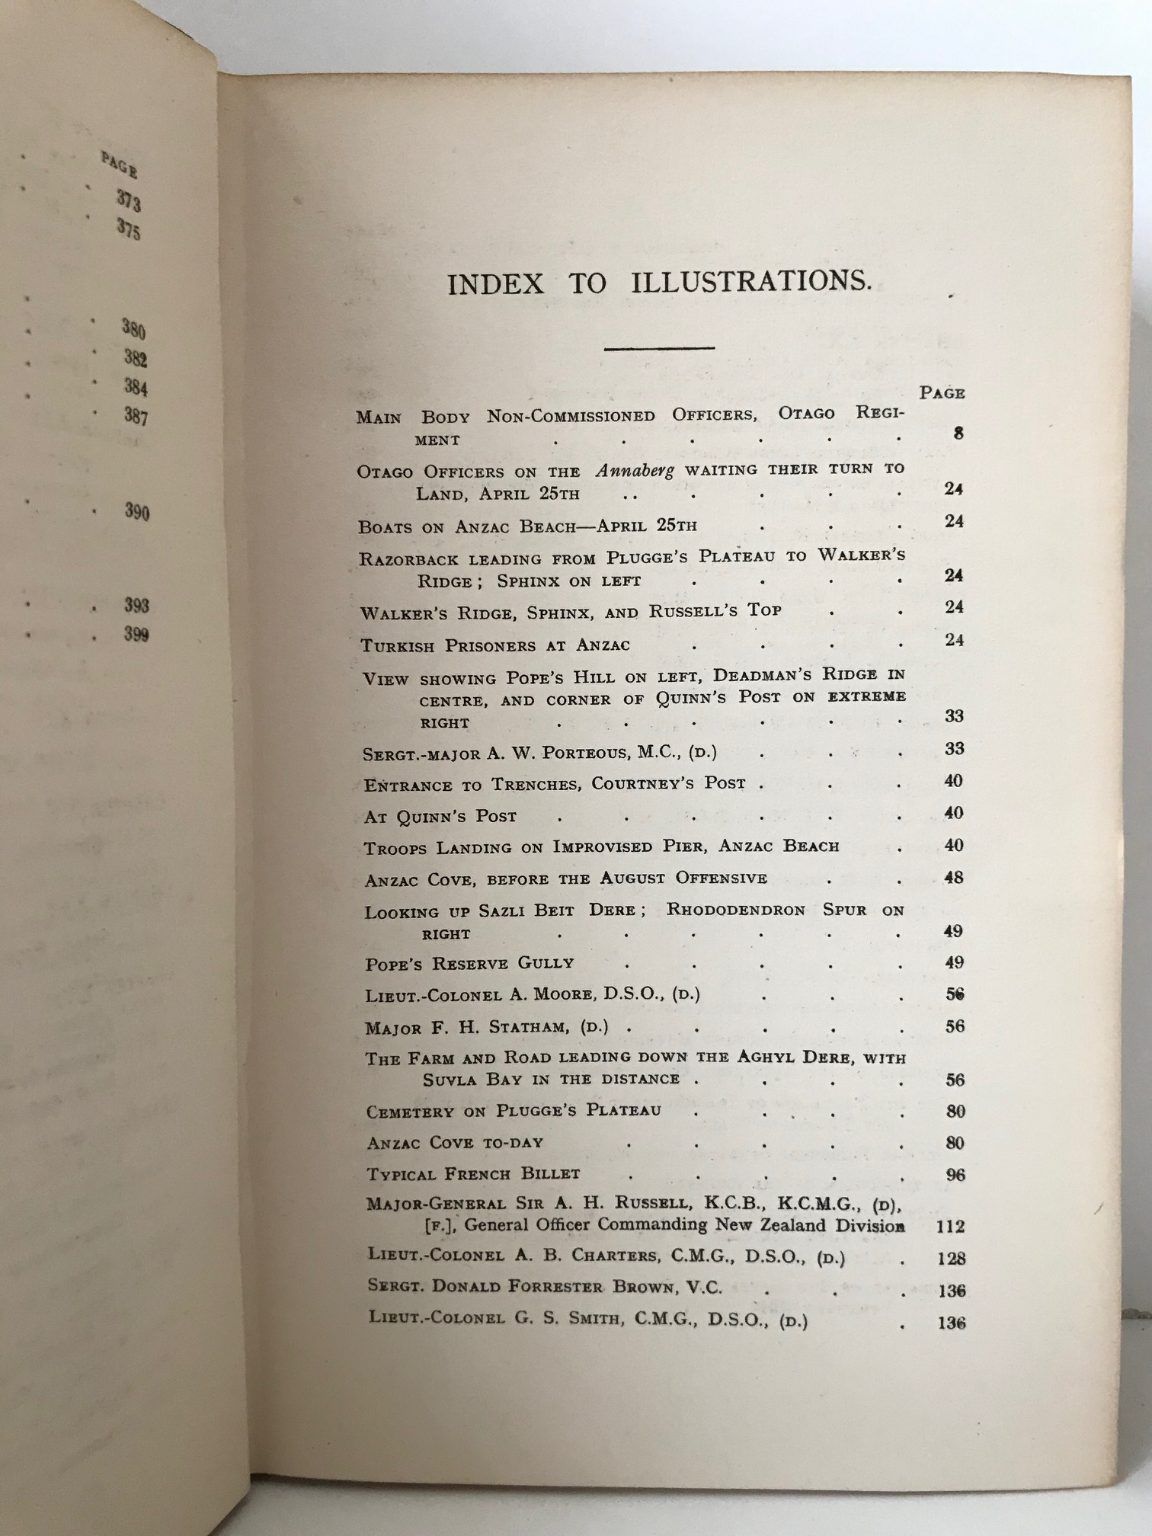 PAGE
373
375
380
382
384
387
390
393
399
INDEX TO ILLUSTRATIONS.
PAGE
MAIN BODY NON-COMMISSIONED OFFICERS, OTAGO REGI-
MENT . . . . . . 8
OTAGO OFFICERS ON THE Annaberg WAITING THEIR TURN TO
LAND, APRIL 25TH .. . . . . 24
BOATS ON ANZAC BEACH—APRIL 25TH . . . 24
RAZORBACK LEADING FROM PLUGGE'S PLATEAU TO WALKER'S
RIDGE; SPHINX ON LEFT . . . . 24
WALKER'S RIDGE, SPHINX, AND RUSSELL'S TOP . . 24
TURKISH PRISONERS AT ANZAC . . . . 24
VIEW SHOWING POPE'S HILL ON LEFT, DEADMAN'S RIDGE IN
CENTRE, AND CORNER OF QUINN'S POST ON EXTREME
RIGHT . . . . . . 33
SERGT.-MAJOR A. W. PORTEOUS, M.C., (D.) . . . 33
ENTRANCE TO TRENCHES, COURTNEY'S POST . . . 40
AT QUINN'S POST . . . . . . 40
TROOPS LANDING ON IMPROVISED PIER, ANZAC BEACH . 40
ANZAC COVE, BEFORE THE AUGUST OFFENSIVE . . 48
LOOKING UP SAZLI BEIT DERE; RHODODENDRON SPUR ON
RIGHT . . . . . . 49
POPE'S RESERVE GULLY . . . . . 49
LIEUT.-COLONEL A. MOORE, D.S.O., (D.) . . . 56
MAJOR F. H. STATHAM, (D.) . . . . . 56
THE FARM AND ROAD LEADING DOWN THE AGHYL DERE, WITH
SUVLA BAY IN THE DISTANCE . . . . 56
CEMETERY ON PLUGGE'S PLATEAU . . . . 80
ANZAC COVE TO-DAY . . . . . 80
TYPICAL FRENCH BILLET . . . . . 96
MAJOR-GENERAL SIR A. H. RUSSELL, K.C.B., K.C.M.G., (D),
[F.], General Officer Commanding New Zealand Division 112
LIEUT.-COLONEL A. B. CHARTERS, C.M.G., D.S.O., (D.) . 128
SERGT. DONALD FORRESTER BROWN, V.C. . . . 136
LIEUT.-COLONEL G. S. SMITH, C.M.G., D.S.O., (D.) . 136